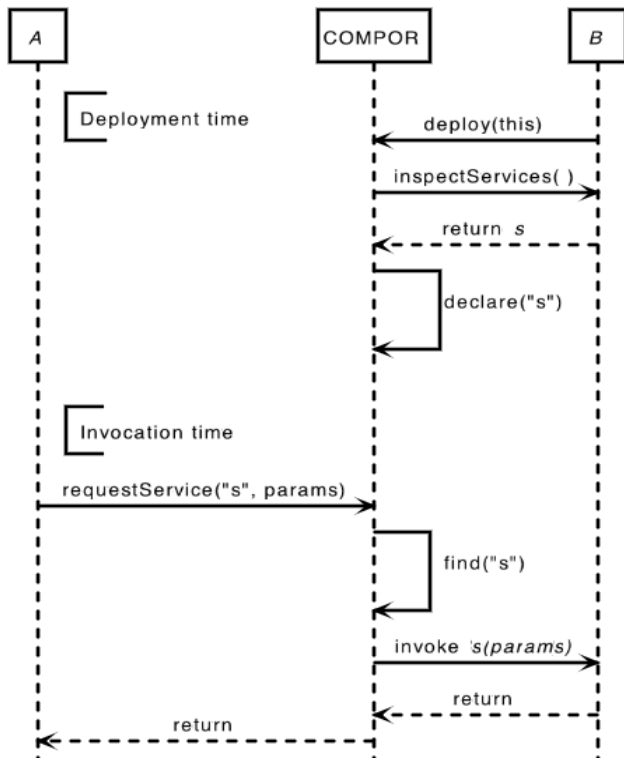 A
COMPOR
B
Deployment time
deploy(this)
inspectServices( )
return s
declare("s")
Invocation time
requestService("s", params)
find("s")
invoke s(params)
return
return